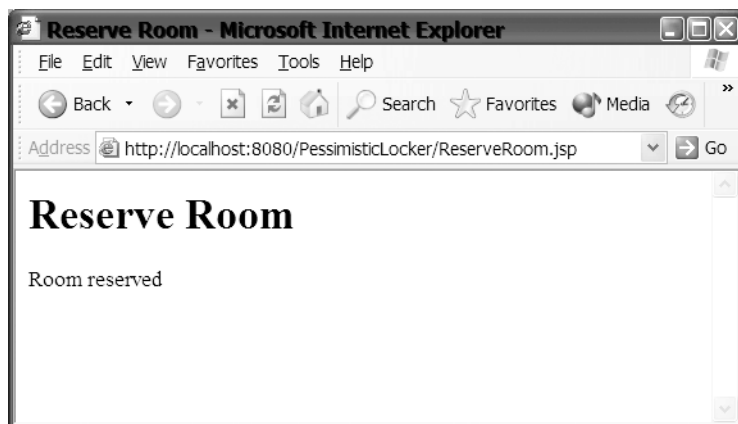 Reserve Room - Microsoft Internet Explorer
File Edit View Favorites Tools Help
Back Search Favorites Media »
Address http://localhost:8080/PessimisticLocker/ReserveRoom.jsp Go
Reserve Room
Room reserved